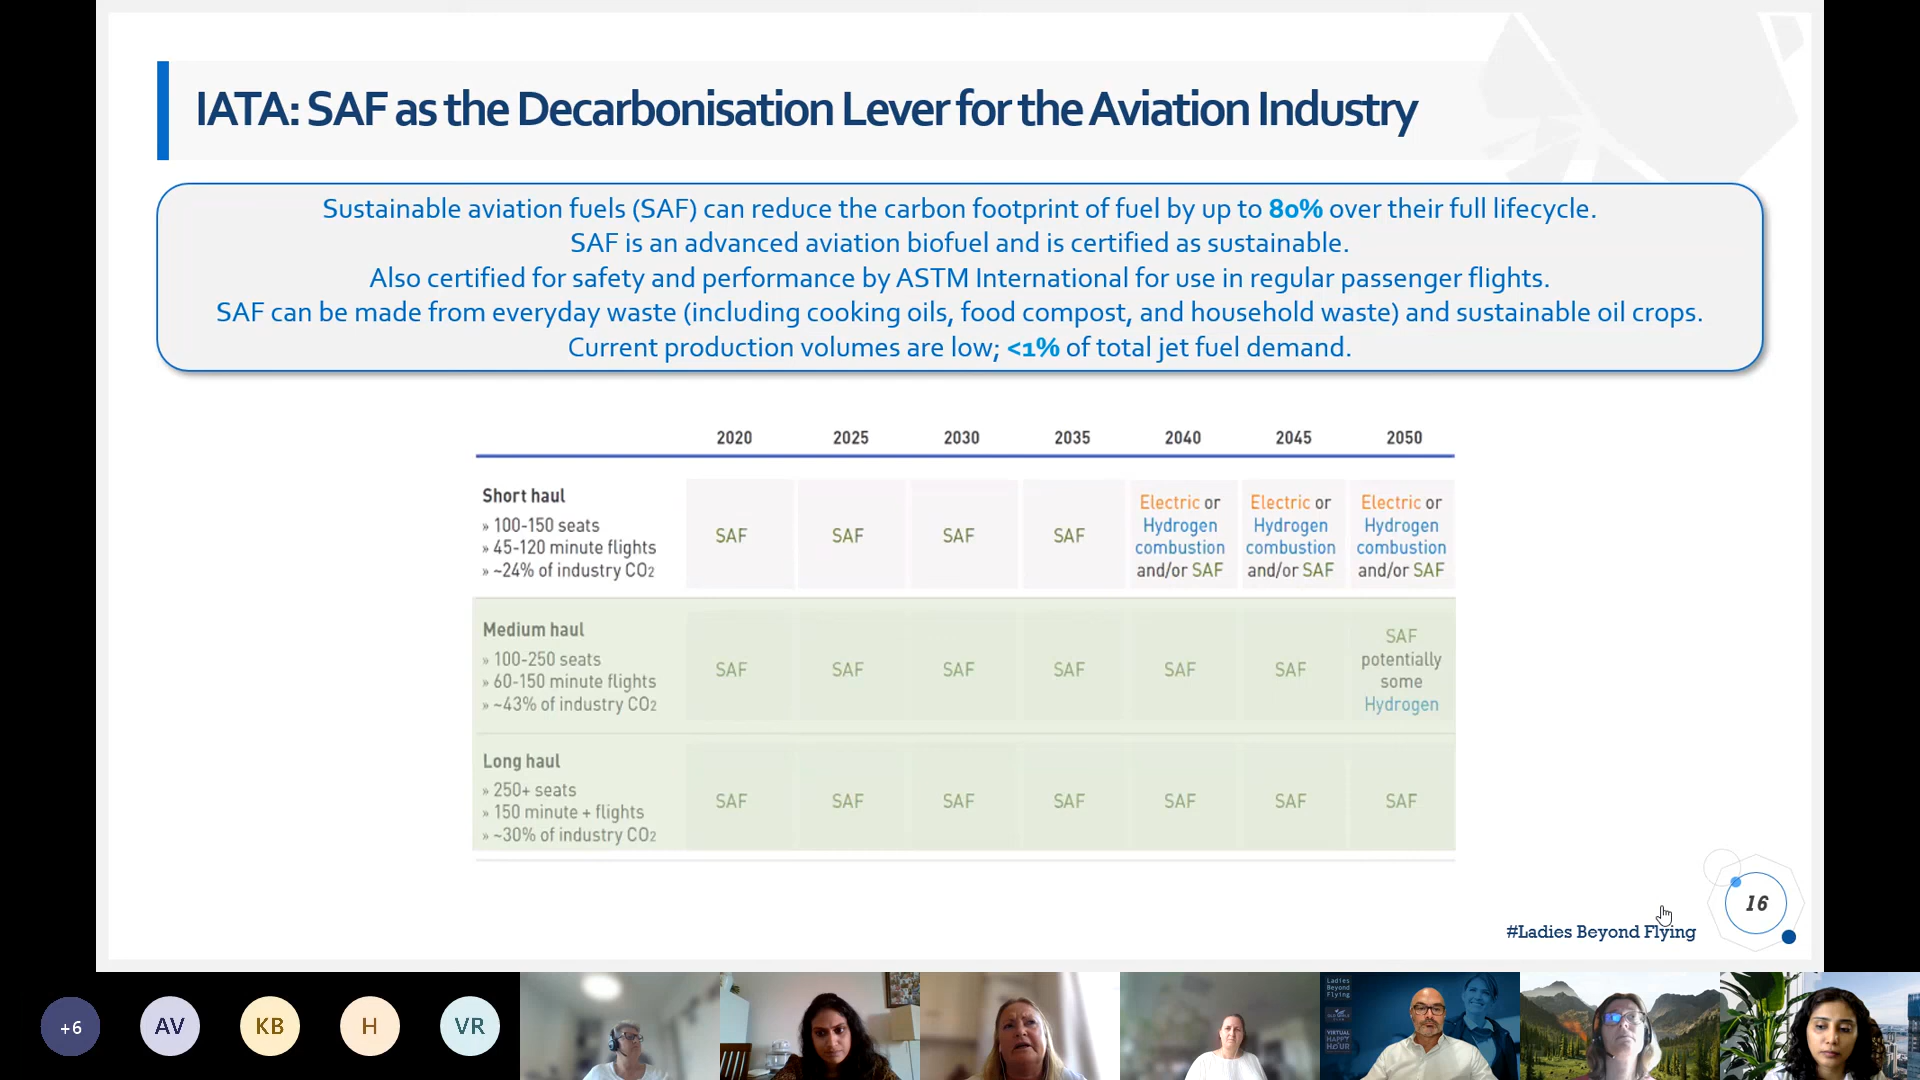 IATA: SAF as the Decarbonisation Lever for the Aviation Industry
Sustainable aviation fuels (SAF) can reduce the carbon footprint of fuel by up to 80% over their full lifecycle.
SAF is an advanced aviation biofuel and is certified as sustainable.
Also certified for safety and performance by ASTM International for use in regular passenger flights.
SAF can be made from everyday waste (including cooking oils, food compost, and household waste) and sustainable oil crops.
Current production volumes are low; <1% of total jet fuel demand.
2020 2025 2030 2035 2040 2045 2050
Short haul
» 100-150 seats
» 45-120 minute flights
» ~24% of industry CO2
SAF SAF SAF SAF
Electric or
Hydrogen
combustion
and/or SAF
Electric or
Hydrogen
combustion
and/or SAF
Electric or
Hydrogen
combustion
and/or SAF
Medium haul
» 100-250 seats
» 60-150 minute flights
» ~43% of industry CO2
SAF SAF SAF SAF SAF SAF
SAF
potentially
some
Hydrogen
Long haul
» 250+ seats
» 150 minute + flights
» ~30% of industry CO2
SAF SAF SAF SAF SAF SAF SAF
#Ladies Beyond Flying
16
+6 AV KB H VR
Ladies
Beyond
Flying
VIRTUAL
HAPPY
HOUR